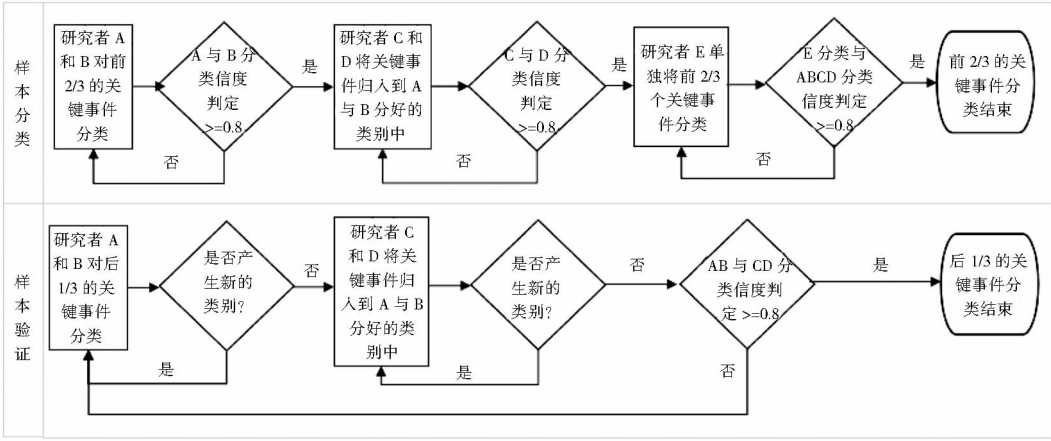 样
本
分
类
研究者 A
和 B 对前
2/3 的关
键事件
分类
A 与 B 分
类信度
判定
>=0.8
是
否
研究者 C 和
D 将关键事
件归入到 A
与 B 分好的
类别中
C 与 D 分
类信度
判定
>=0.8
是
否
研究者 E 单
独将前 2/3
个关键事
件分类
E 分类与
ABCD 分类
信度判定
>=0.8
是
否
前 2/3 的关
键事件分
类结束
样
本
验
证
研究者 A
和 B 对后
1/3 的关
键事件
分类
是否产
生新的
类别?
否
是
研究者 C
和 D 将关
键事件归
入到 A 与 B
分好的类
别中
是否产
生新的
类别?
否
是
AB 与 CD 分
类信度判
定 >=0.8
是
否
后 1/3 的关
键事件分
类结束